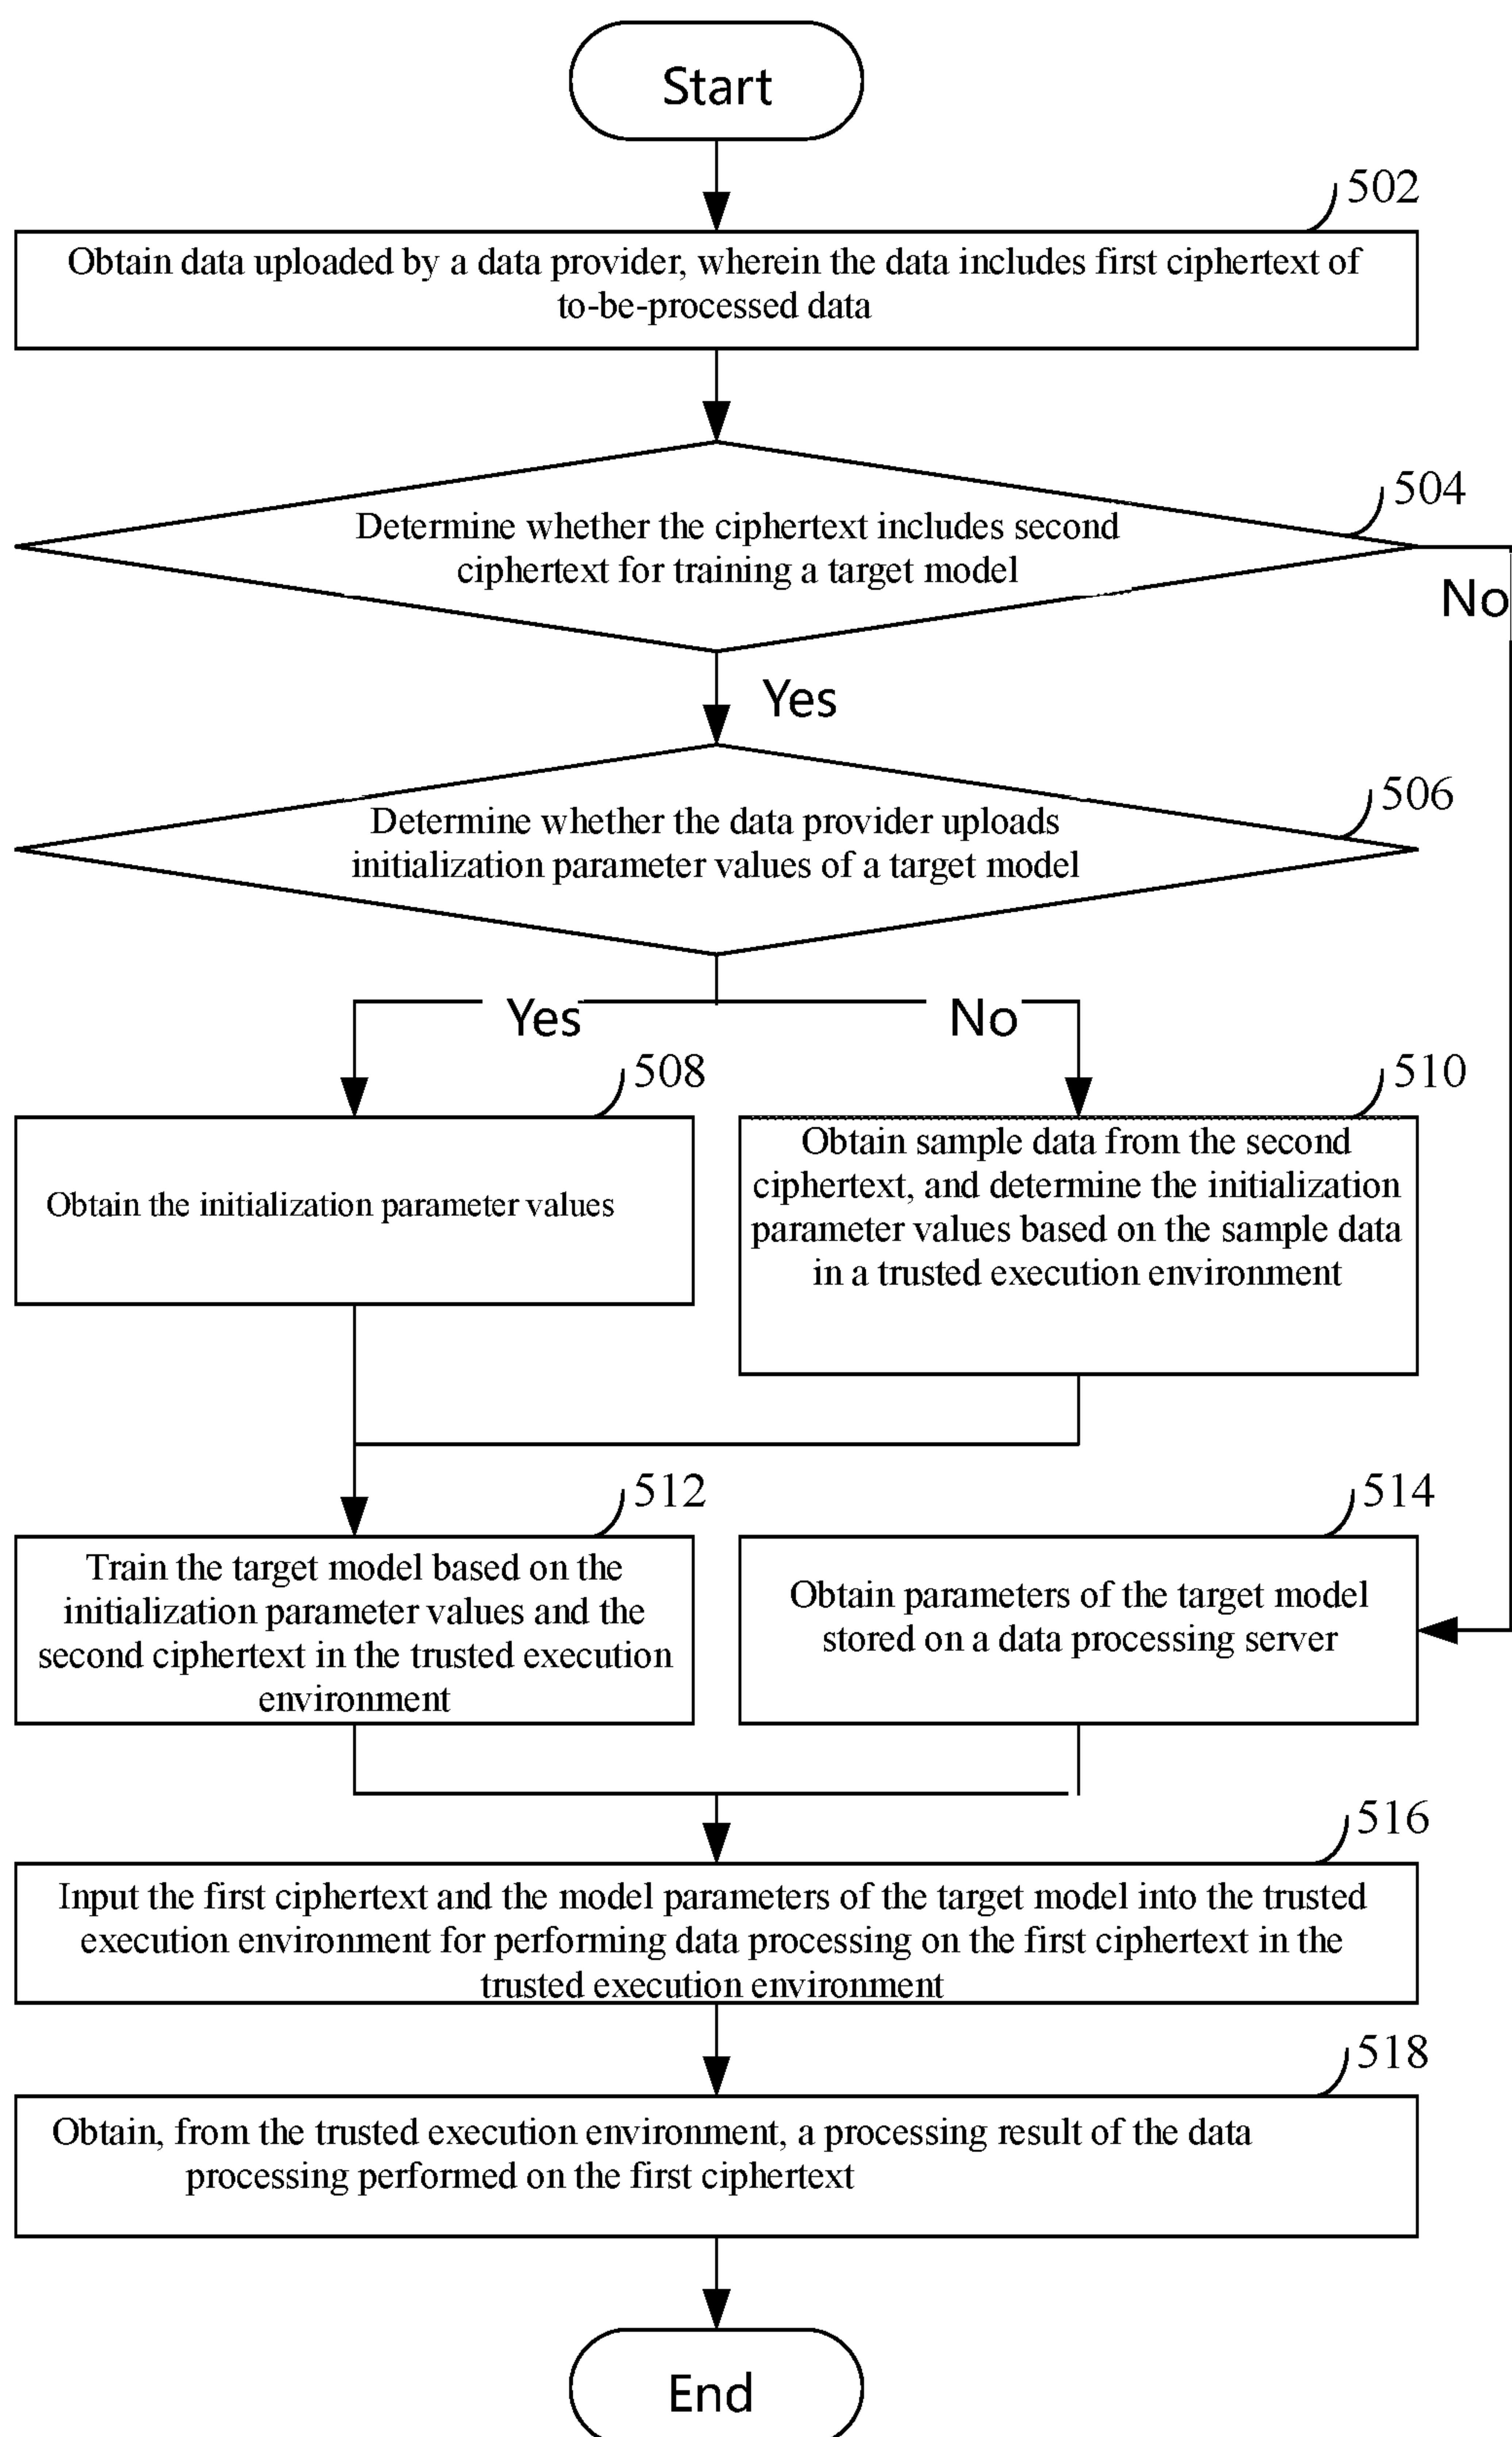 Start
502
Obtain data uploaded by a data provider, wherein the data includes first ciphertext of
to-be-processed data
504
Determine whether the ciphertext includes second
ciphertext for training a target model
No
Yes
506
Determine whether the data provider uploads
initialization parameter values of a target model
Yes
No
508
510
Obtain the initialization parameter values
Obtain sample data from the second
ciphertext, and determine the initialization
parameter values based on the sample data
in a trusted execution environment
512
514
Train the target model based on the
initialization parameter values and the
second ciphertext in the trusted execution
environment
Obtain parameters of the target model
stored on a data processing server
516
Input the first ciphertext and the model parameters of the target model into the trusted
execution environment for performing data processing on the first ciphertext in the
trusted execution environment
518
Obtain, from the trusted execution environment, a processing result of the data
processing performed on the first ciphertext
End